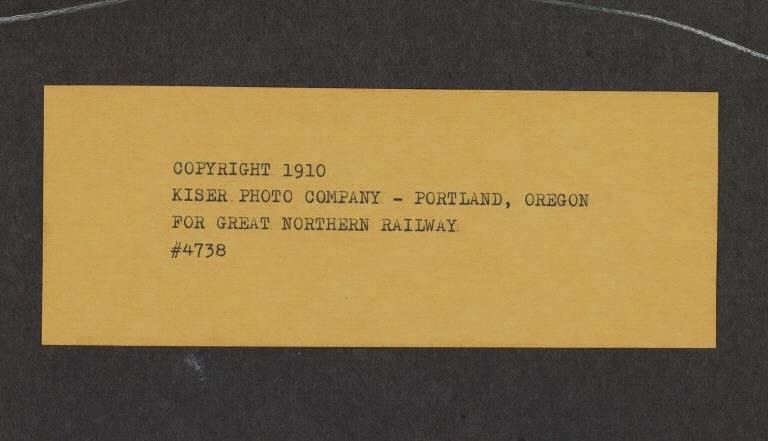 COPYRIGHT 1910
KISER PHOTO COMPANY - PORTLAND, OREGON
FOR GREAT NORTHERN RAILWAY
#4738